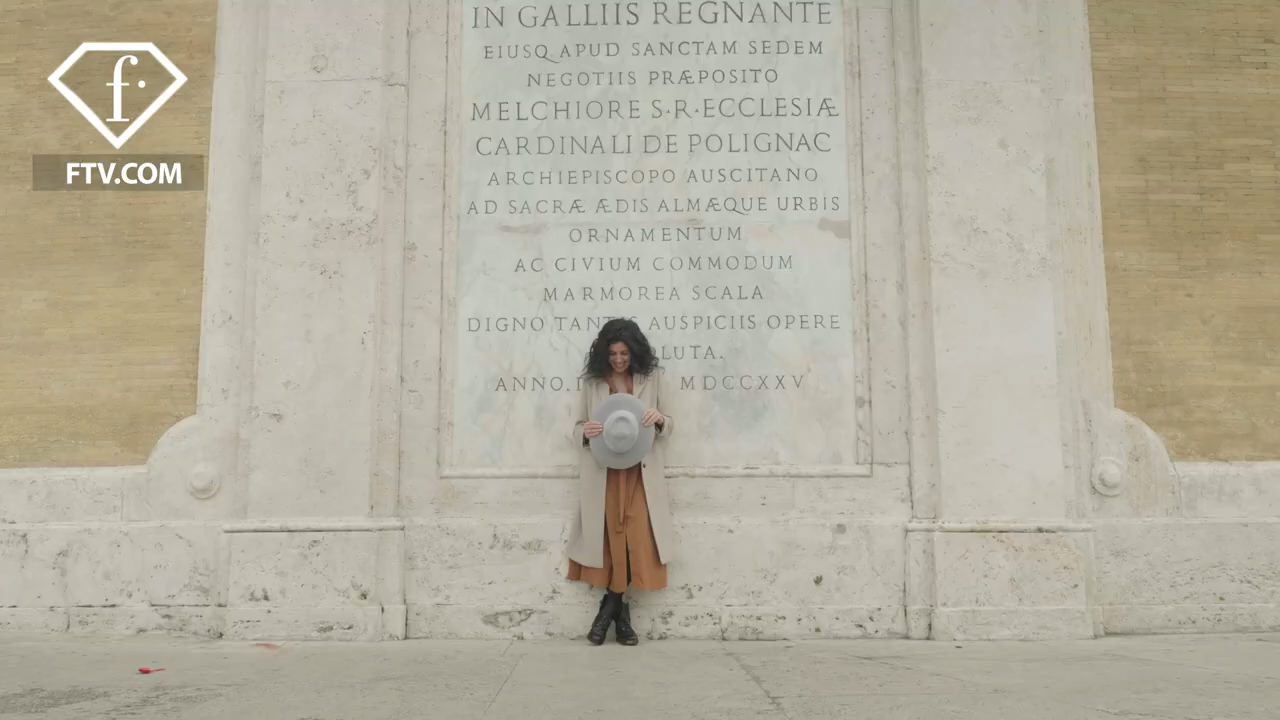 f.
FTV.COM
IN GALLIIS REGNANTE
EIUSQ APUD SANCTAM SEDEM
NEGOTIIS PRÆPOSITO
MELCHIORE S·R·ECCLESIÆ
CARDINALI DE POLIGNAC
ARCHIEPISCOPO AUSCITANO
AD SACRÆ ÆDIS ALMÆQUE URBIS
ORNAMENTUM
AC CIVIUM COMMODUM
MARMOREA SCALA
DIGNO AUSPICIIS OPERE
LUTA.
ANNO. MDCCXXV